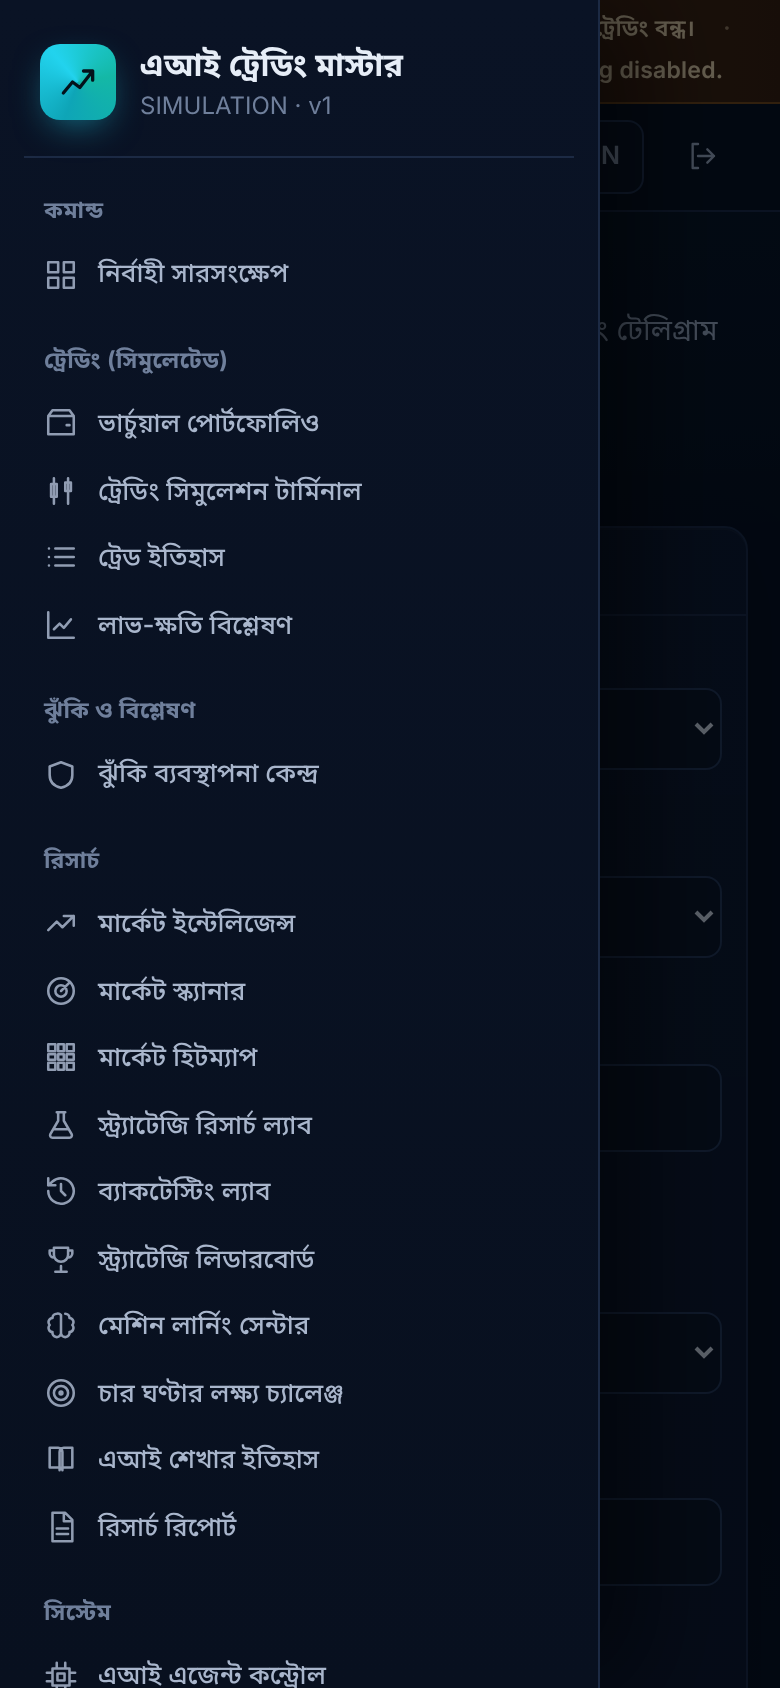 এআই ট্রেডিং মাস্টার
SIMULATION · v1
ট্রেডিং বন্ধ। ·
g disabled.
N
কমান্ড
নির্বাহী সারসংক্ষেপ
টেলিগ্রাম
ট্রেডিং (সিমুলেটেড)
ভার্চুয়াল পোর্টফোলিও
ট্রেডিং সিমুলেশন টার্মিনাল
ট্রেড ইতিহাস
লাভ-ক্ষতি বিশ্লেষণ
ঝুঁকি ও বিশ্লেষণ
ঝুঁকি ব্যবস্থাপনা কেন্দ্র
রিসার্চ
মার্কেট ইন্টেলিজেন্স
মার্কেট স্ক্যানার
মার্কেট হিটম্যাপ
স্ট্র্যাটেজি রিসার্চ ল্যাব
ব্যাকটেস্টিং ল্যাব
স্ট্র্যাটেজি লিডারবোর্ড
মেশিন লার্নিং সেন্টার
চার ঘণ্টার লক্ষ্য চ্যালেঞ্জ
এআই শেখার ইতিহাস
রিসার্চ রিপোর্ট
সিস্টেম
এআই এজেন্ট কন্ট্রোল